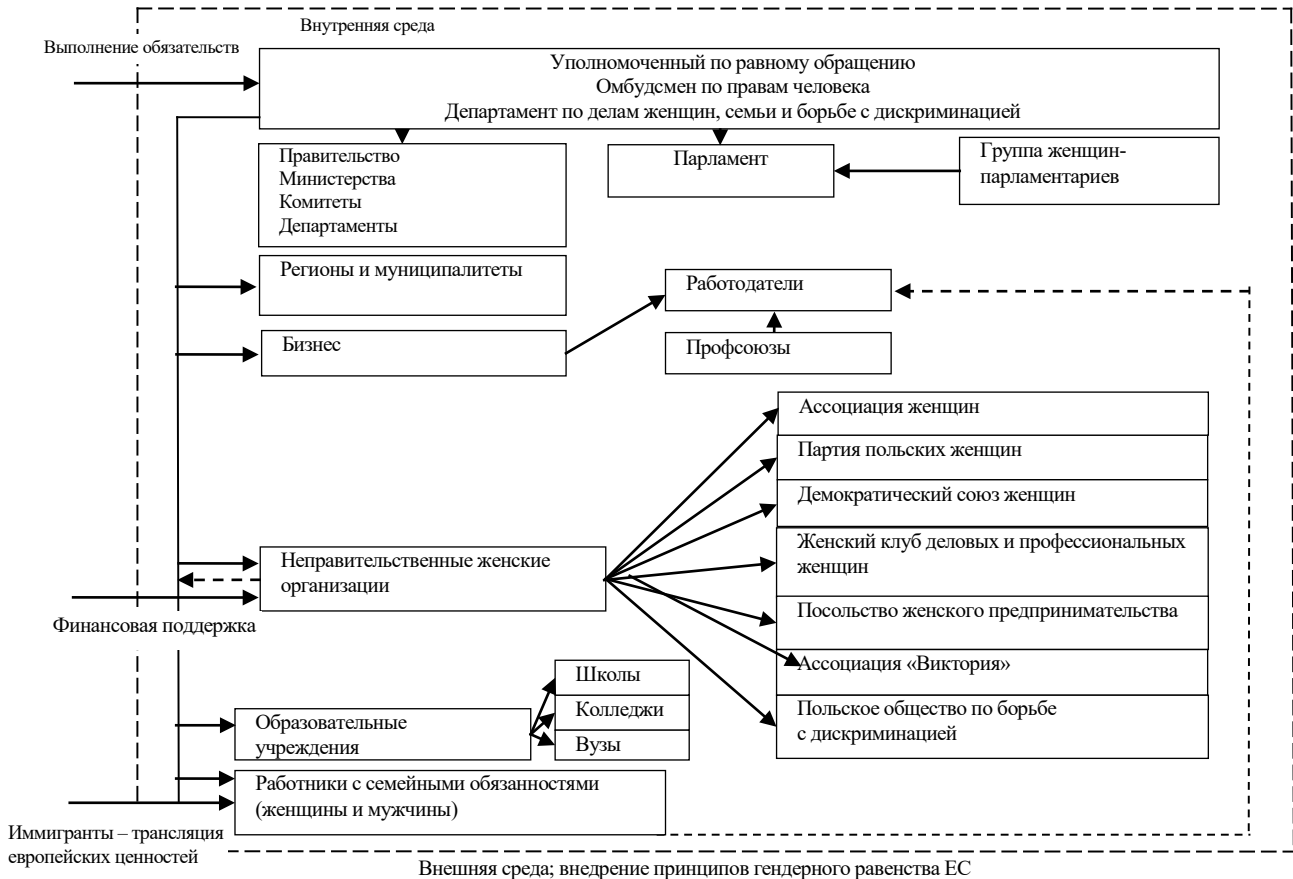 Внутренняя среда
Выполнение обязательств
Уполномоченный по равному обращению
Омбудсмен по правам человека
Департамент по делам женщин, семьи и борьбе с дискриминацией
Правительство
Министерства
Комитеты
Департаменты
Парламент
Группа женщин-
парламентариев
Регионы и муниципалитеты
Работодатели
Бизнес
Профсоюзы
Ассоциация женщин
Партия польских женщин
Демократический союз женщин
Женский клуб деловых и профессиональных
женщин
Неправительственные женские
организации
Посольство женского предпринимательства
Финансовая поддержка
Ассоциация «Виктория»
Школы
Колледжи
Вузы
Образовательные
учреждения
Польское общество по борьбе
с дискриминацией
Работники с семейными обязанностями
(женщины и мужчины)
Иммигранты – трансляция
европейских ценностей
Внешняя среда; внедрение принципов гендерного равенства ЕС